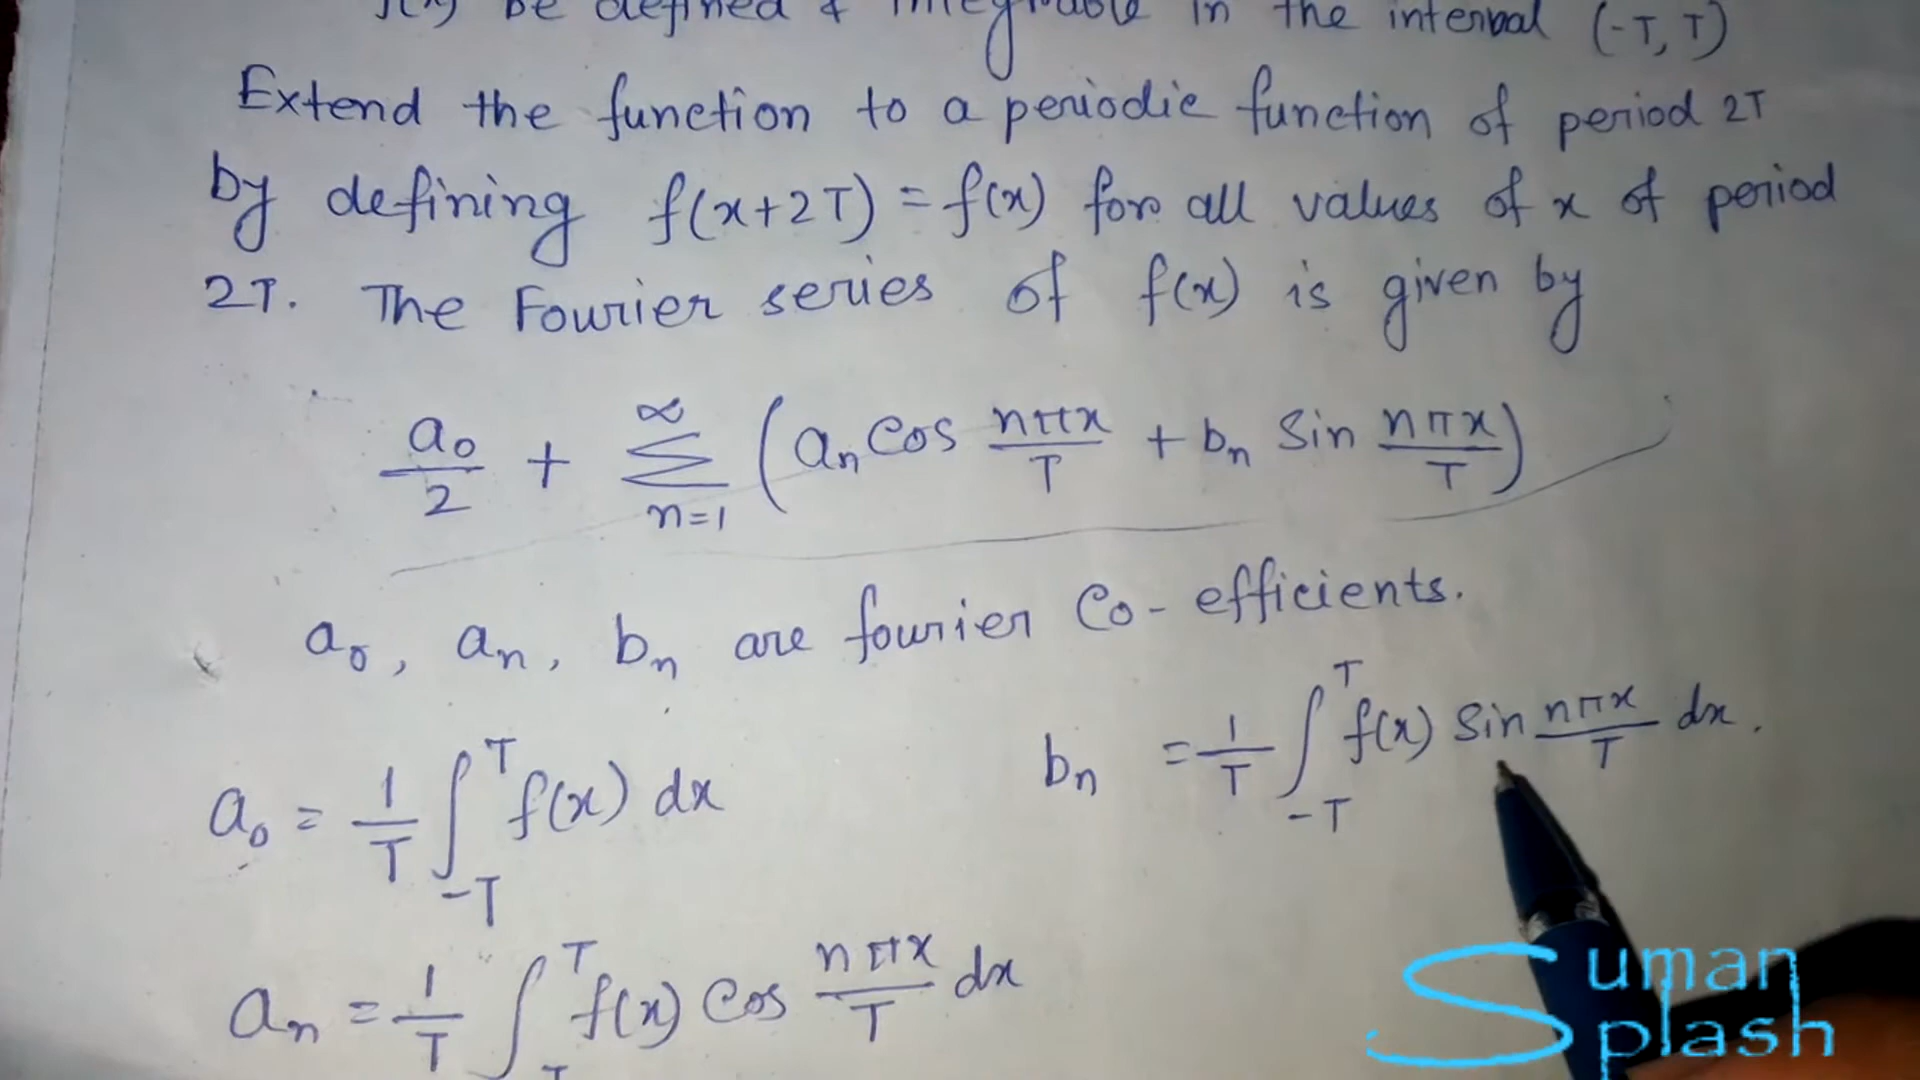 f(x) be defined & integrable in the interval (-T, T)
Extend the function to a periodic function of period 2T
by defining f(x+2T) = f(x) for all values of x of period
2T. The Fourier series of f(x) is given by
a₀/2 + ∑_{n=1}^{∞} (aₙ Cos nπx/T + bₙ Sin nπx/T)
a₀, aₙ, bₙ are fourier Co-efficients.
bₙ = 1/T ∫_{-T}^{T} f(x) Sin nπx/T dx.
a₀ = 1/T ∫_{-T}^{T} f(x) dx
aₙ = 1/T ∫_{-T}^{T} f(x) Cos nπx/T dx
Suman
Splash